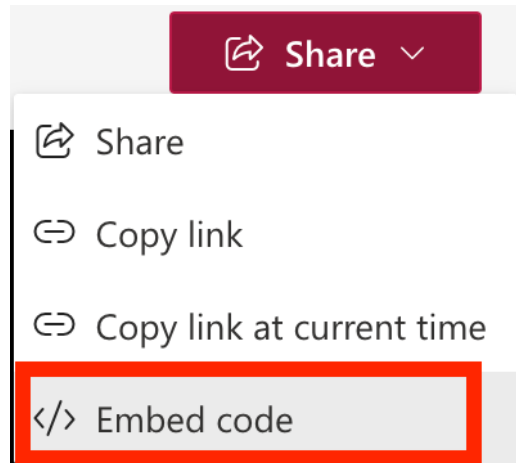 Share
Share
Copy link
Copy link at current time
</> Embed code